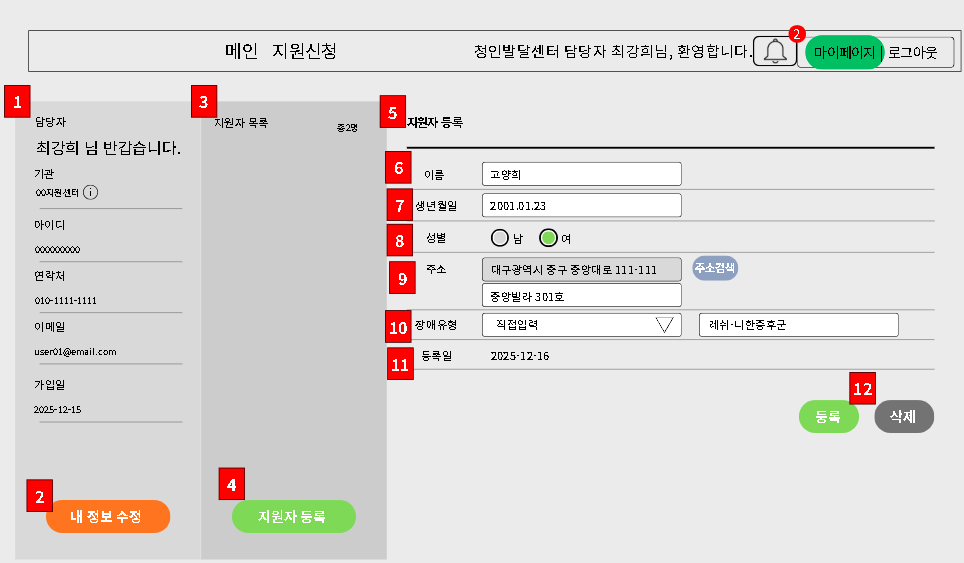 메인 지원신청
청인발달센터 담당자 최강희님, 환영합니다.
2
마이페이지
로그아웃
1
담당자
최강희 님 반갑습니다.
기관
00지원센터 i
아이디
000000000
연락처
010-1111-1111
이메일
user01@email.com
가입일
2025-12-15
2
내 정보 수정
3
지원자 목록
총2명
4
지원자 등록
5
지원자 등록
6
이름
고양희
7
생년월일
2001.01.23
8
성별
남
여
9
주소
대구광역시 중구 중앙대로 111-111
주소검색
중앙빌라 301호
10
장애유형
직접입력
레쉬-니한증후군
11
등록일
2025-12-16
12
등록
삭제